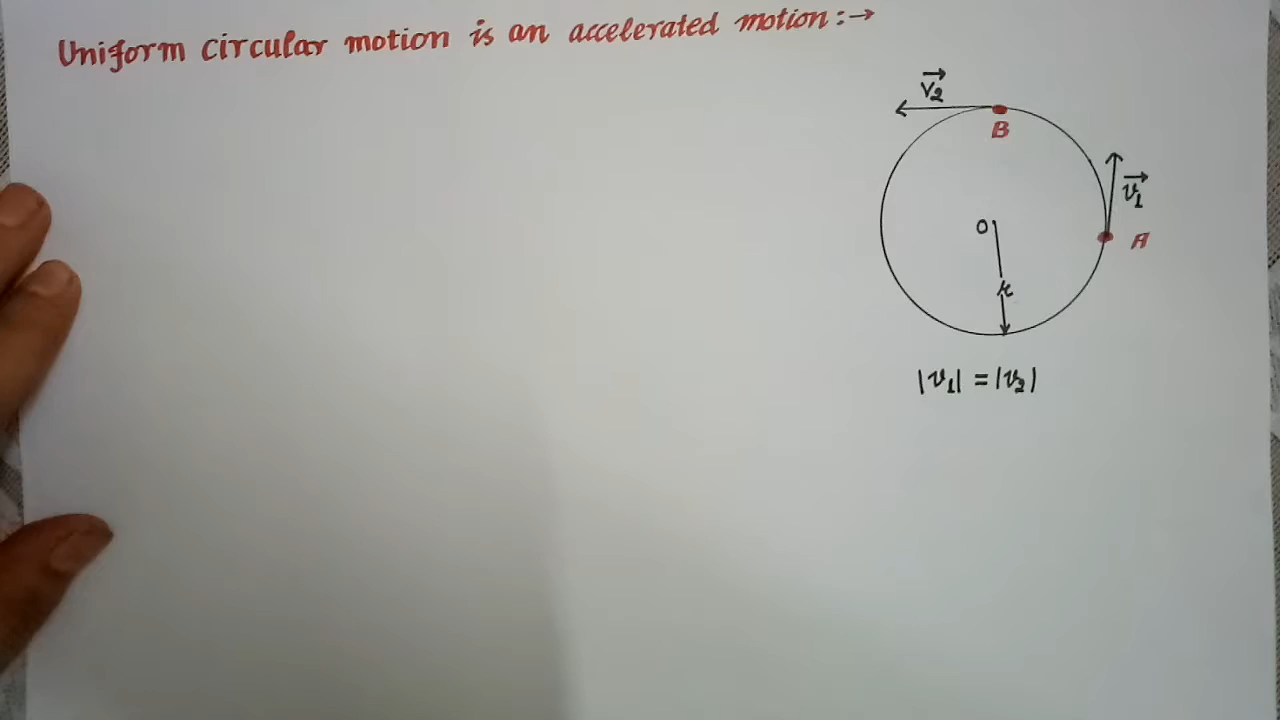 Uniform circular motion is an accelerated motion :→
V₂
B
v₁
A
O
r
|v₁| = |v₂|